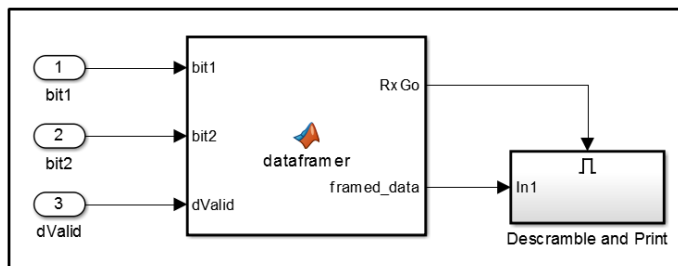 1
bit1
2
bit2
3
dValid
bit1
bit2
dValid
dataframer
RxGo
framed_data
In1
Descramble and Print